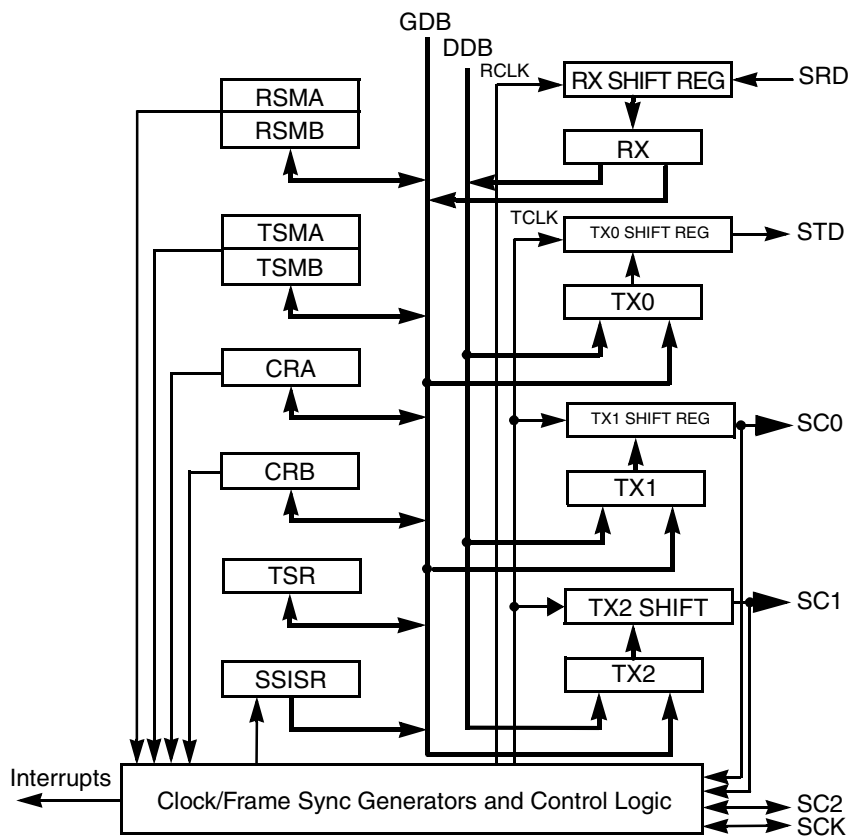 GDB
DDB
RCLK
RX SHIFT REG
SRD
RSMA
RSMB
RX
TCLK
TX0 SHIFT REG
STD
TSMA
TSMB
TX0
CRA
TX1 SHIFT REG
SC0
CRB
TX1
TSR
TX2 SHIFT
SC1
SSISR
TX2
Interrupts
Clock/Frame Sync Generators and Control Logic
SC2
SCK